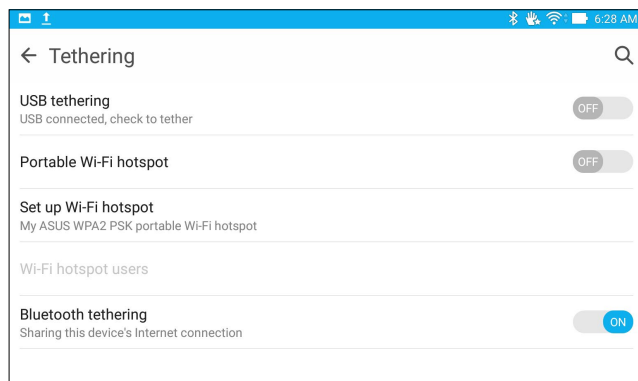 6:28 AM
Tethering
USB tethering
OFF
USB connected, check to tether
Portable Wi-Fi hotspot
OFF
Set up Wi-Fi hotspot
My ASUS WPA2 PSK portable Wi-Fi hotspot
Wi-Fi hotspot users
Bluetooth tethering
ON
Sharing this device's Internet connection